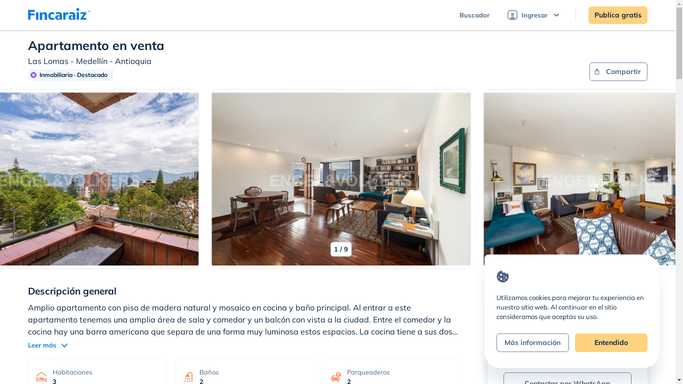 Fincaraiz
Buscador
Ingresar
Publica gratis
Apartamento en venta
Las Lomas - Medellín - Antioquia
Inmobiliaria · Destacado
Compartir
ENGEL&VÖLKERS
ENGEL&VÖLKERS
1 / 9
Descripción general
Amplio apartamento con piso de madera natural y mosaico en cocina y baño principal. Al entrar a este
apartamento tenemos una amplia área de sala y comedor y un balcón con vista a la ciudad. Entre el comedor y la
cocina hay una barra americana que separa de una forma muy luminosa estos espacios. La cocina tiene a sus dos...
Leer más
Habitaciones
3
Baños
2
Parqueaderos
2
Utilizamos cookies para mejorar tu experiencia en
nuestro sitio web. Al continuar en el sitio
consideramos que aceptas su uso.
Más información
Entendido
Contactar por WhatsApp